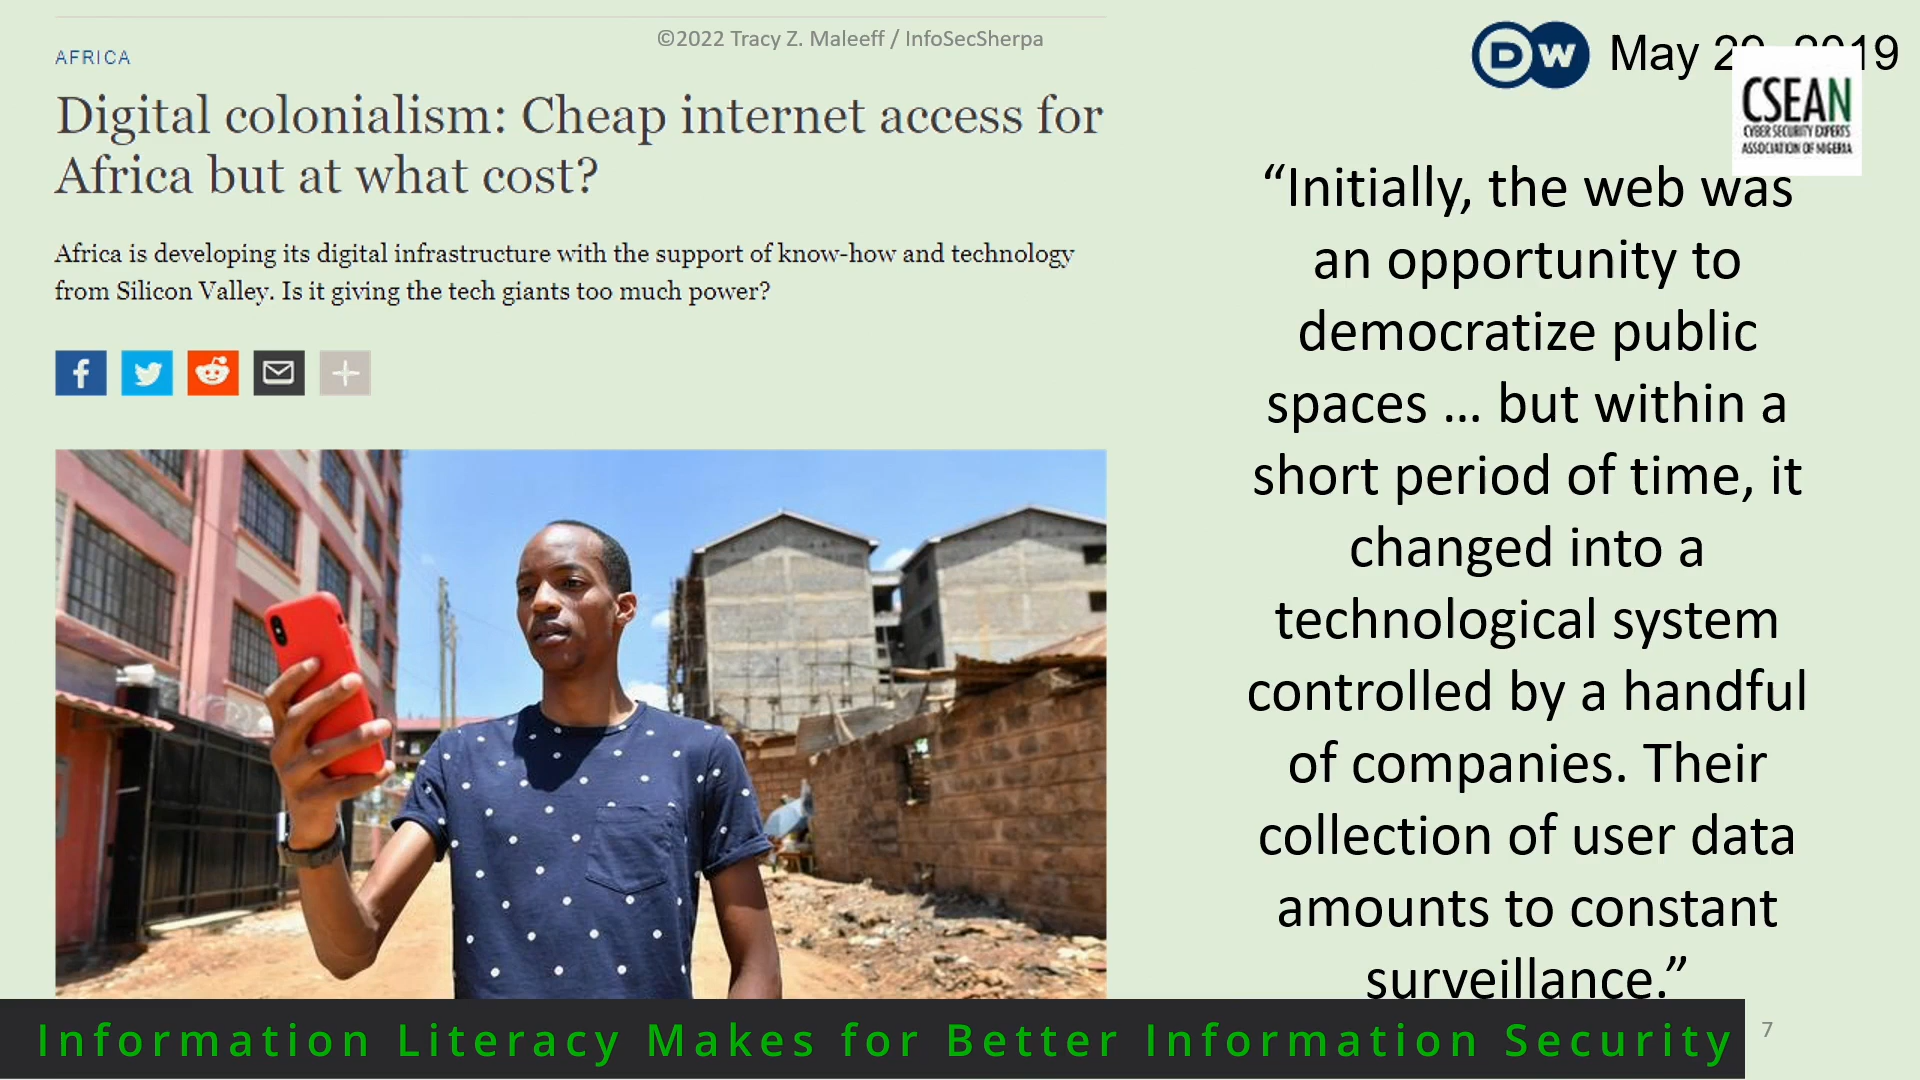 ©2022 Tracy Z. Maleeff / InfoSecSherpa
AFRICA
Digital colonialism: Cheap internet access for
Africa but at what cost?
Africa is developing its digital infrastructure with the support of know-how and technology
from Silicon Valley. Is it giving the tech giants too much power?
DW May
CSEAN
CYBER SECURITY EXPERTS
ASSOCIATION OF NIGERIA
“Initially, the web was
an opportunity to
democratize public
spaces ... but within a
short period of time, it
changed into a
technological system
controlled by a handful
of companies. Their
collection of user data
amounts to constant
surveillance.”
Information Literacy Makes for Better Information Security
7